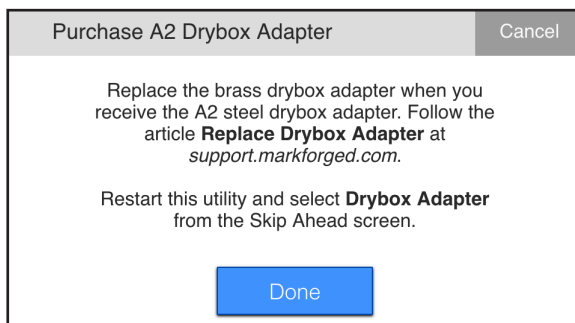 Purchase A2 Drybox Adapter
Cancel
Replace the brass drybox adapter when you
receive the A2 steel drybox adapter. Follow the
article Replace Drybox Adapter at
support.markforged.com.
Restart this utility and select Drybox Adapter
from the Skip Ahead screen.
Done